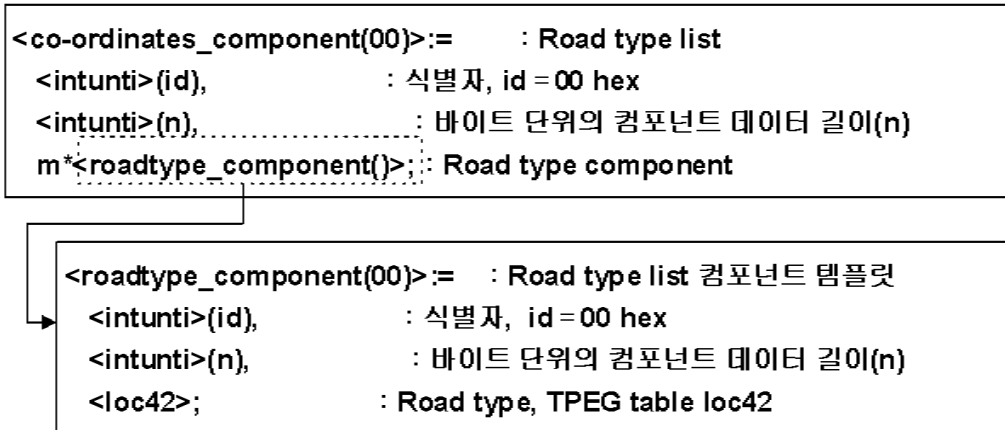 <co-ordinates_component(00)>:= : Road type list
<intunti>(id), : 식별자, id = 00 hex
<intunti>(n), : 바이트 단위의 컴포넌트 데이터 길이(n)
m*<roadtype_component()>; : Road type component
<roadtype_component(00)>:= : Road type list 컴포넌트 템플릿
<intunti>(id), : 식별자, id = 00 hex
<intunti>(n), : 바이트 단위의 컴포넌트 데이터 길이(n)
<loc42>; : Road type, TPEG table loc42